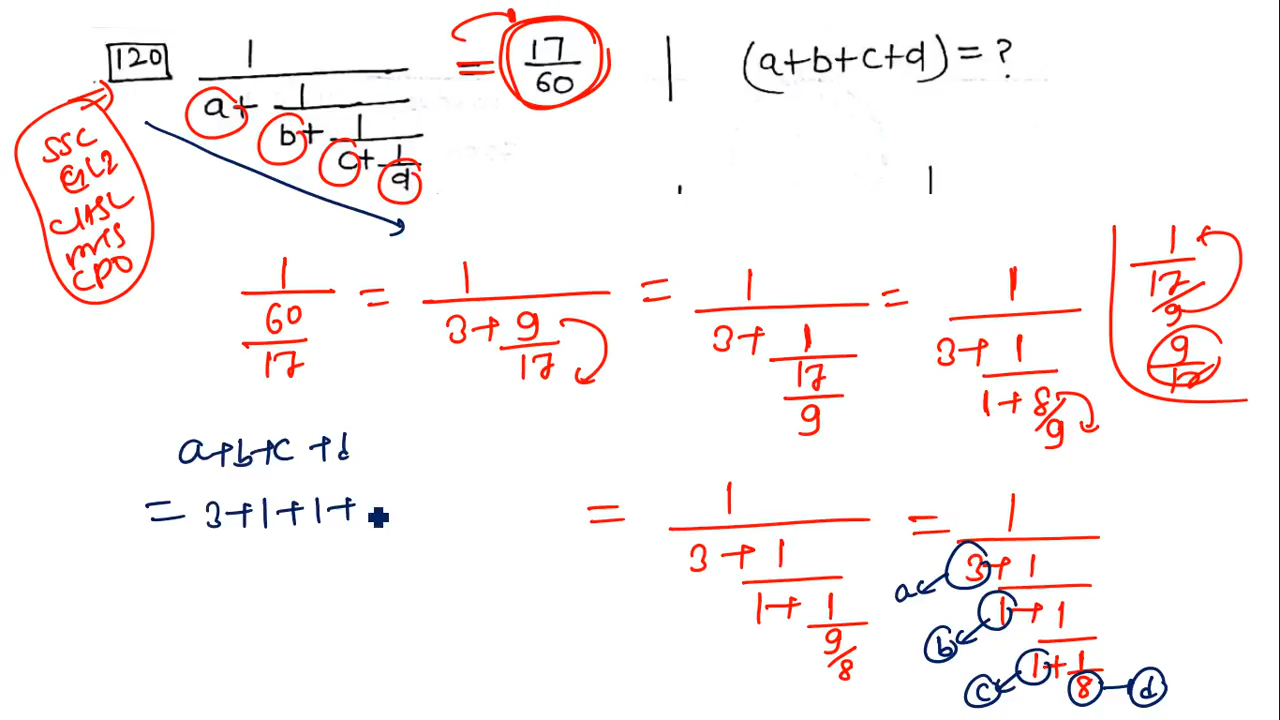 120 1/(a + 1/(b + 1/(c + 1/d))) = 17/60 | (a+b+c+d) = ?
SSC
CGL2
CHSL
MTS
CPO
1/(60/17) = 1/(3 + 9/17) = 1/(3 + 1/(17/9)) = 1/(3 + 1/(1 + 8/9))
1/(17/9)
9/17
a+b+c+d
= 3+1+1+
= 1/(3 + 1/(1 + 1/(9/8))) = 1/(3 + 1/(1 + 1/(1 + 1/8)))
a
b
c d